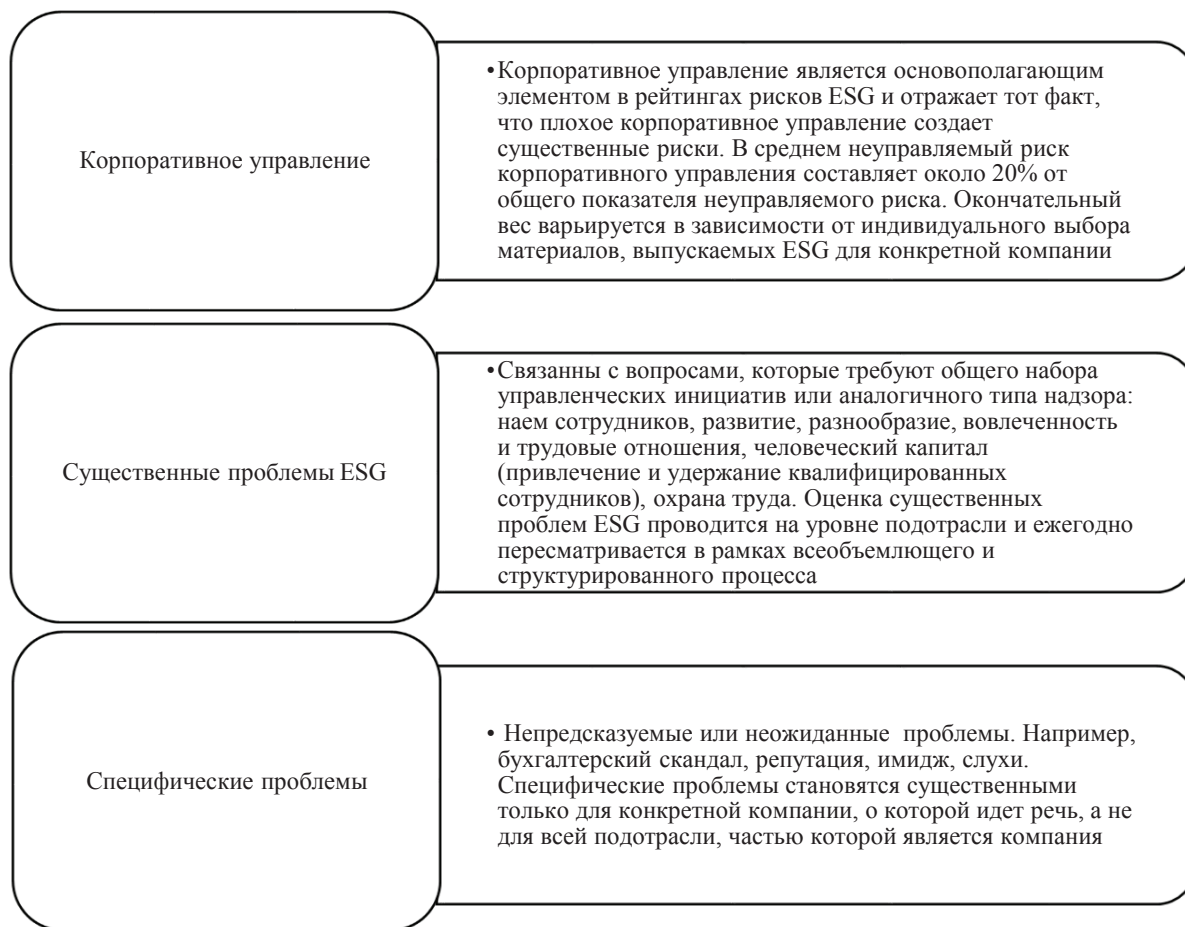 Корпоративное управление
•Корпоративное управление является основополагающим
элементом в рейтингах рисков ESG и отражает тот факт,
что плохое корпоративное управление создает
существенные риски. В среднем неуправляемый риск
корпоративного управления составляет около 20% от
общего показателя неуправляемого риска. Окончательный
вес варьируется в зависимости от индивидуального выбора
материалов, выпускаемых ESG для конкретной компании
Существенные проблемы ESG
•Связанны с вопросами, которые требуют общего набора
управленческих инициатив или аналогичного типа надзора:
наем сотрудников, развитие, разнообразие, вовлеченность
и трудовые отношения, человеческий капитал
(привлечение и удержание квалифицированных
сотрудников), охрана труда. Оценка существенных
проблем ESG проводится на уровне подотрасли и ежегодно
пересматривается в рамках всеобъемлющего и
структурированного процесса
Специфические проблемы
• Непредсказуемые или неожиданные проблемы. Например,
бухгалтерский скандал, репутация, имидж, слухи.
Специфические проблемы становятся существенными
только для конкретной компании, о которой идет речь, а не
для всей подотрасли, частью которой является компания